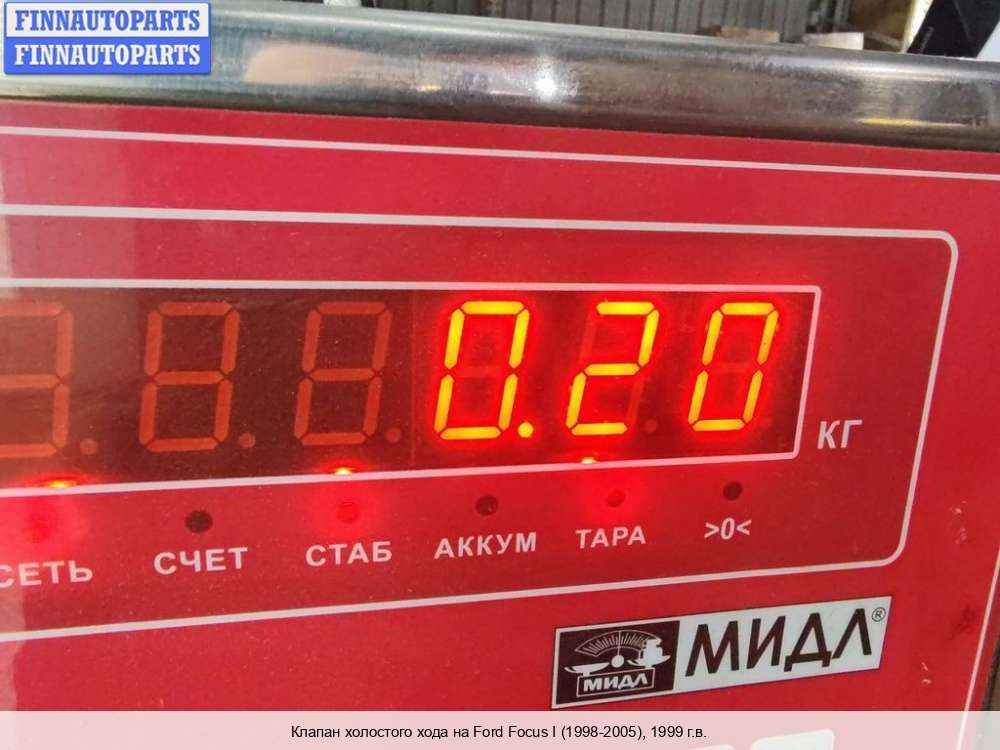 FINNAUTOPARTS
FINNAUTOPARTS
0.20
КГ
СЕТЬ СЧЕТ СТАБ АККУМ ТАРА >0<
МИДЛ МИДЛ®
Клапан холостого хода на Ford Focus I (1998-2005), 1999 г.в.